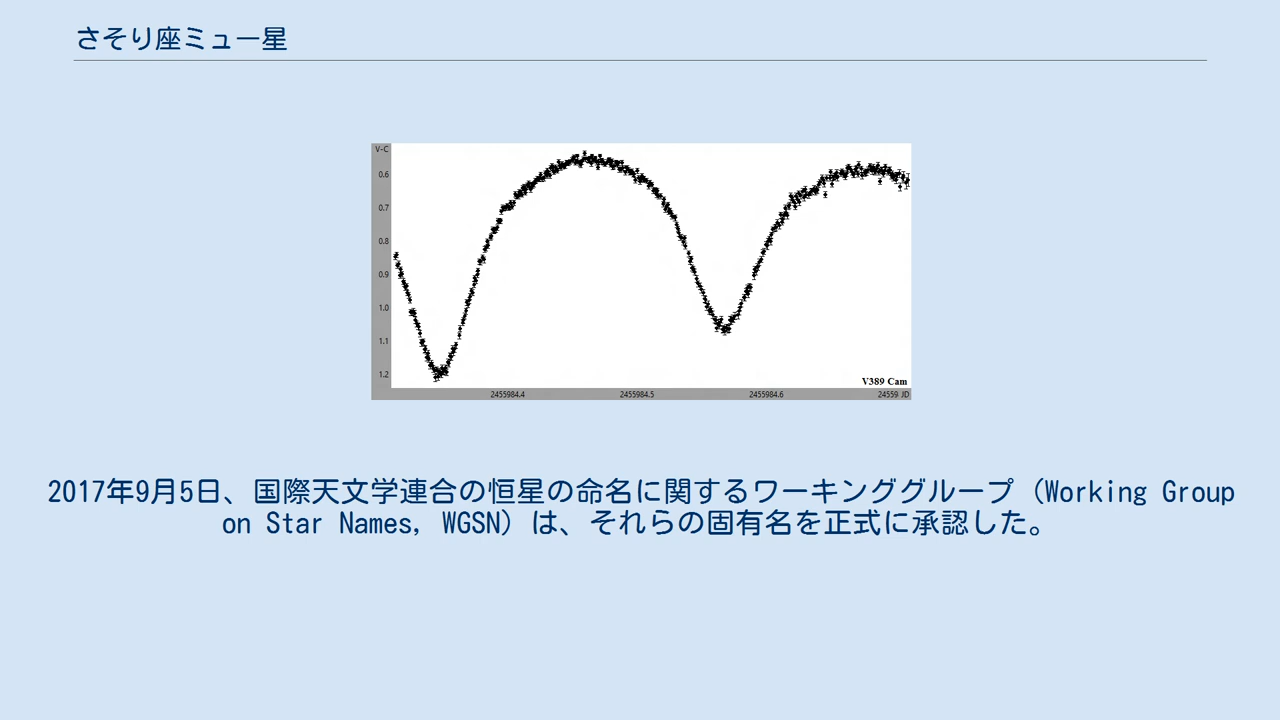 さそり座ミュー星
V-C
0.6
0.7
0.8
0.9
1.0
1.1
1.2
V389 Cam
2455984.4 2455984.5 2455984.6 24559 JD
2017年9月5日、国際天文学連合の恒星の命名に関するワーキンググループ（Working Group
on Star Names, WGSN）は、それらの固有名を正式に承認した。